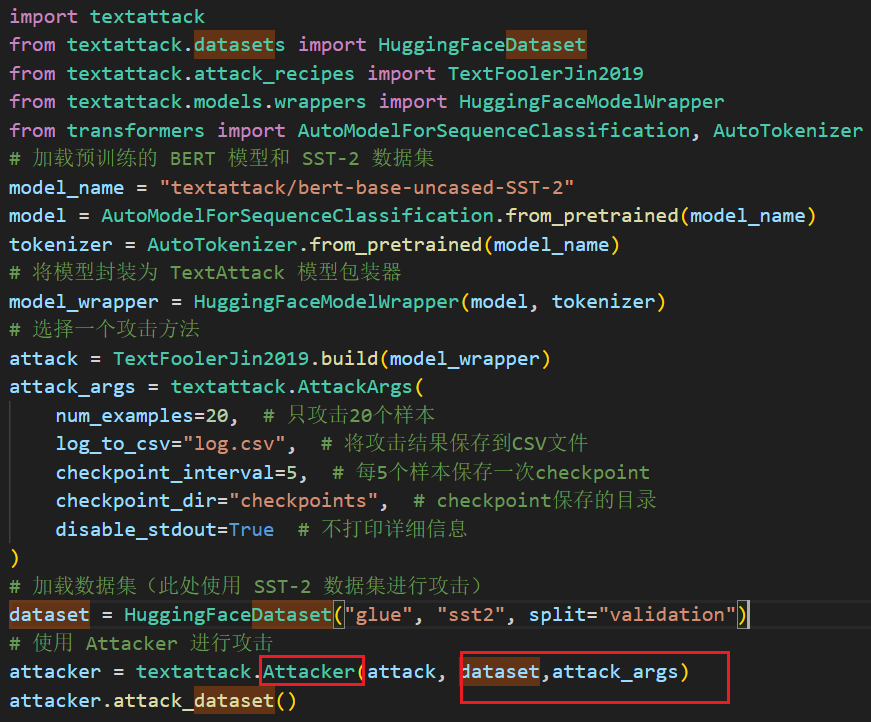 import textattack
from textattack.datasets import HuggingFaceDataset
from textattack.attack_recipes import TextFoolerJin2019
from textattack.models.wrappers import HuggingFaceModelWrapper
from transformers import AutoModelForSequenceClassification, AutoTokenizer
# 加载预训练的 BERT 模型和 SST-2 数据集
model_name = "textattack/bert-base-uncased-SST-2"
model = AutoModelForSequenceClassification.from_pretrained(model_name)
tokenizer = AutoTokenizer.from_pretrained(model_name)
# 将模型封装为 TextAttack 模型包装器
model_wrapper = HuggingFaceModelWrapper(model, tokenizer)
# 选择一个攻击方法
attack = TextFoolerJin2019.build(model_wrapper)
attack_args = textattack.AttackArgs(
    num_examples=20,  # 只攻击20个样本
    log_to_csv="log.csv",  # 将攻击结果保存到CSV文件
    checkpoint_interval=5,  # 每5个样本保存一次checkpoint
    checkpoint_dir="checkpoints",  # checkpoint保存的目录
    disable_stdout=True  # 不打印详细信息
)
# 加载数据集（此处使用 SST-2 数据集进行攻击）
dataset = HuggingFaceDataset("glue", "sst2", split="validation")
# 使用 Attacker 进行攻击
attacker = textattack.Attacker(attack, dataset,attack_args)
attacker.attack_dataset()